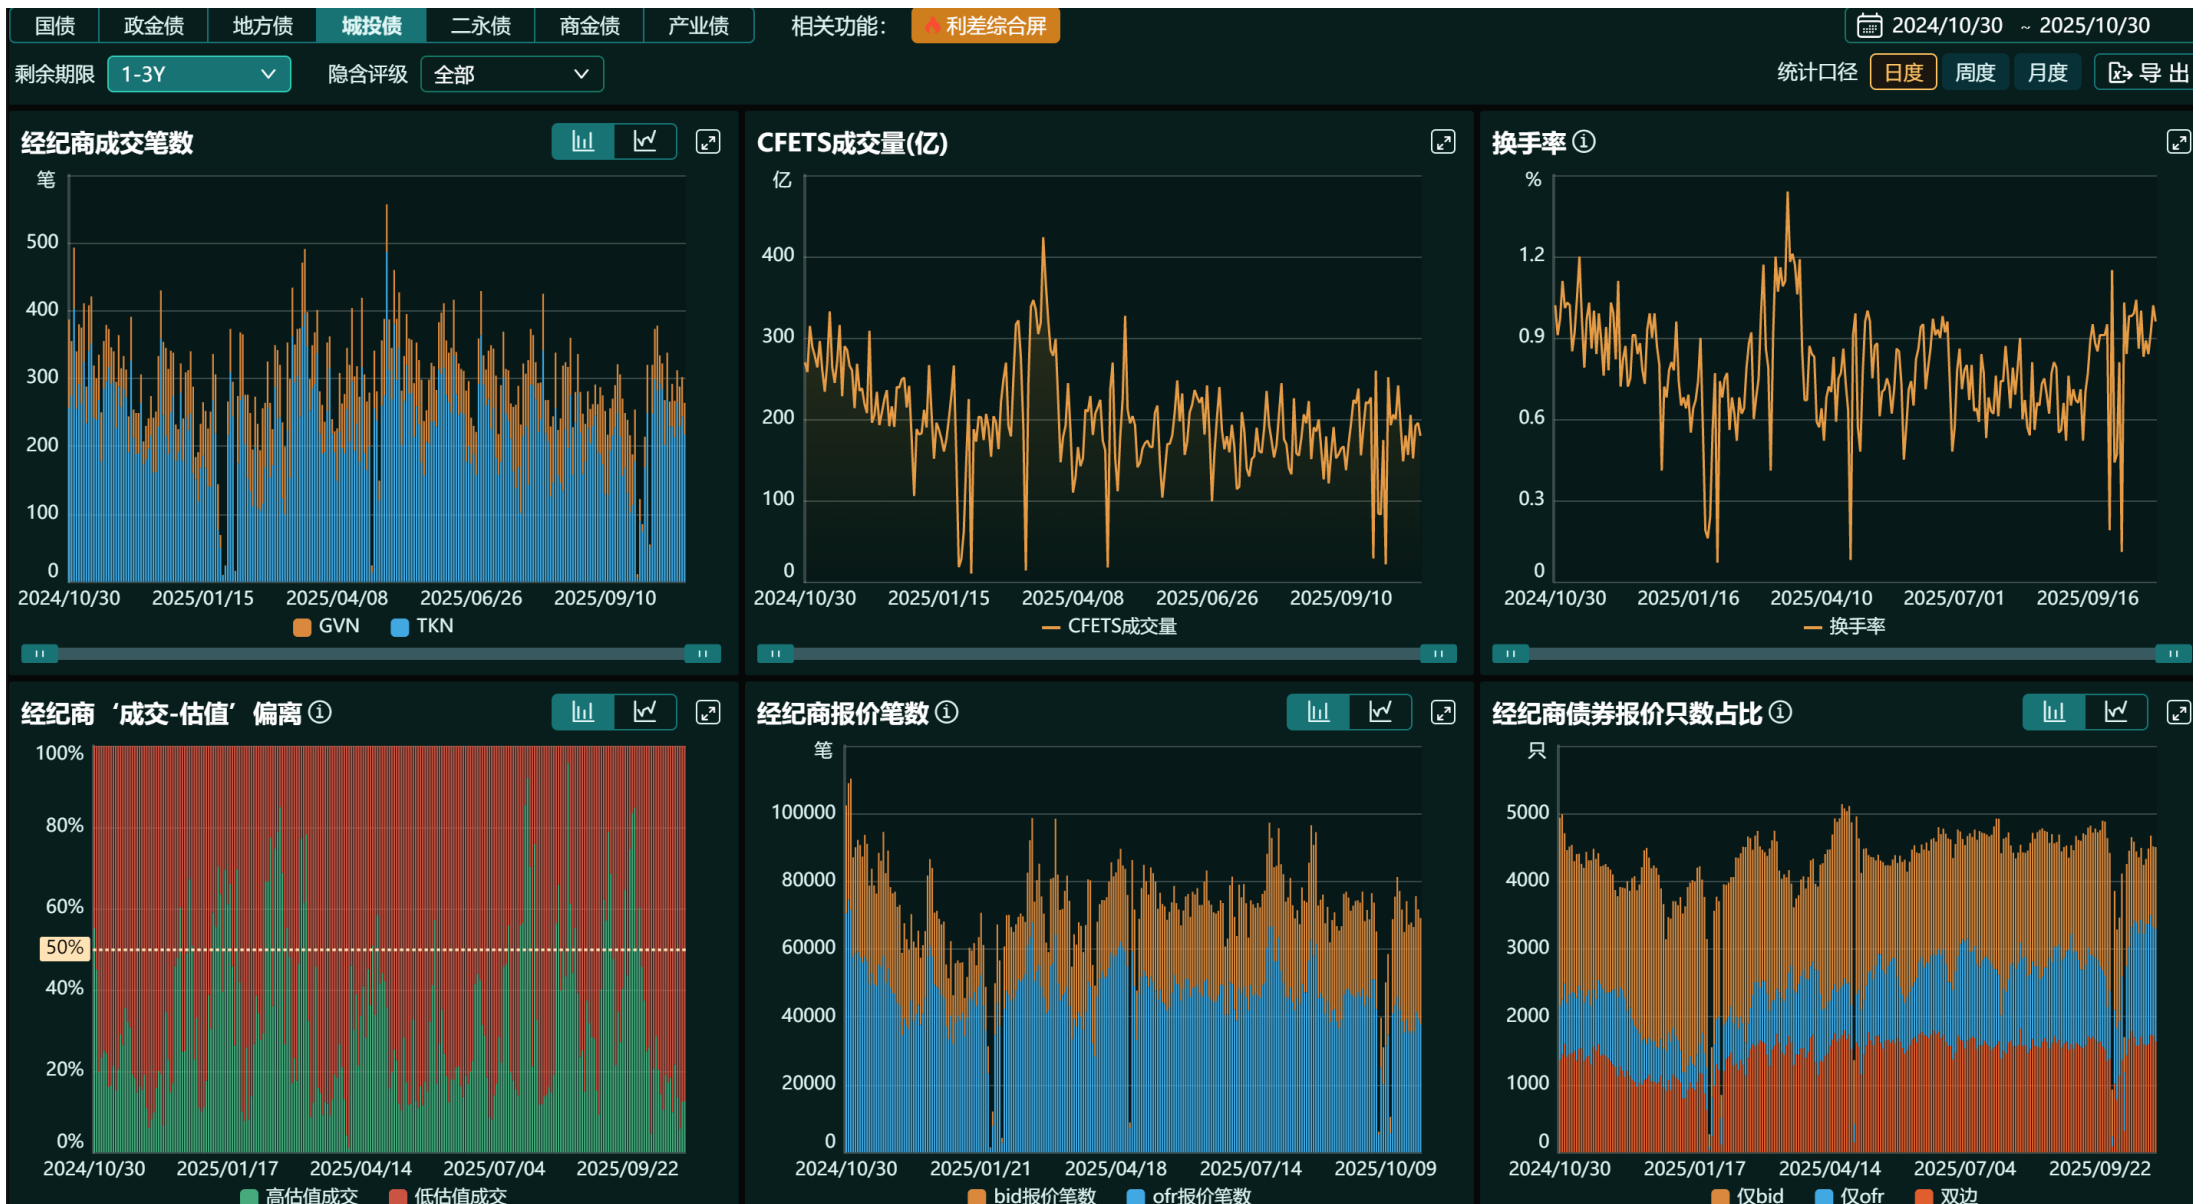 国债 政金债 地方债 城投债 二永债 商金债 产业债 相关功能： 利差综合屏 2024/10/30 ~ 2025/10/30
剩余期限 1-3Y 隐含评级 全部 统计口径 日度 周度 月度 导出
经纪商成交笔数
笔
500
400
300
200
100
0
2024/10/30 2025/01/15 2025/04/08 2025/06/26 2025/09/10
GVN TKN
CFETS成交量(亿)
亿
400
300
200
100
0
2024/10/30 2025/01/15 2025/04/08 2025/06/26 2025/09/10
CFETS成交量
换手率
%
1.2
0.9
0.6
0.3
0
2024/10/30 2025/01/16 2025/04/10 2025/07/01 2025/09/16
换手率
经纪商‘成交-估值’偏离
100%
80%
60%
50%
40%
20%
0%
2024/10/30 2025/01/17 2025/04/14 2025/07/04 2025/09/22
高估值成交 低估值成交
经纪商报价笔数
笔
100000
80000
60000
40000
20000
0
2024/10/30 2025/01/21 2025/04/18 2025/07/14 2025/10/09
bid报价笔数 ofr报价笔数
经纪商债券报价只数占比
只
5000
4000
3000
2000
1000
0
2024/10/30 2025/01/17 2025/04/14 2025/07/04 2025/09/22
仅bid 仅ofr 双边